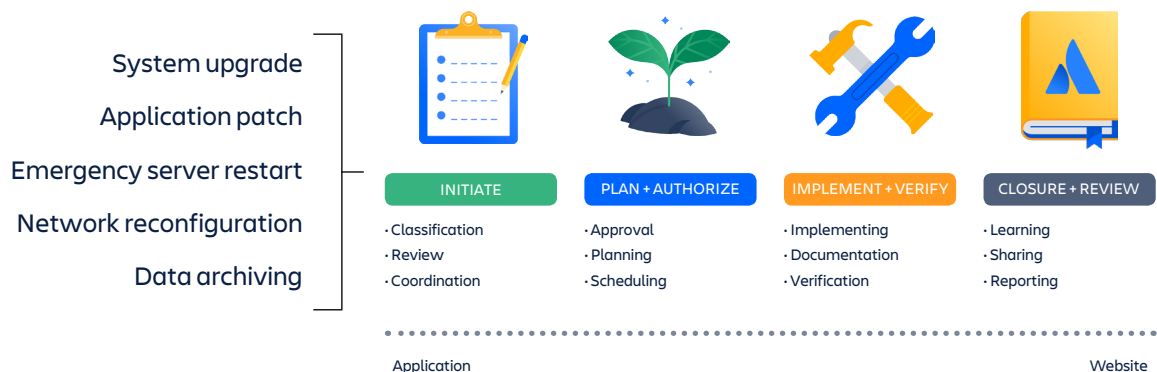 System upgrade
Application patch
Emergency server restart
Network reconfiguration
Data archiving
INITIATE
· Classification
· Review
· Coordination
PLAN + AUTHORIZE
· Approval
· Planning
· Scheduling
IMPLEMENT + VERIFY
· Implementing
· Documentation
· Verification
CLOSURE + REVIEW
· Learning
· Sharing
· Reporting
Application
Website